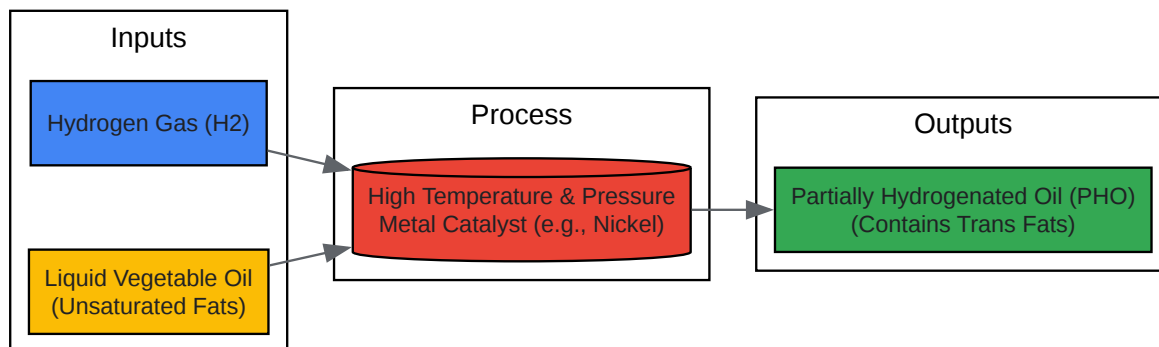 Inputs
Hydrogen Gas (H2)
Liquid Vegetable Oil
(Unsaturated Fats)
Process
High Temperature & Pressure
Metal Catalyst (e.g., Nickel)
Outputs
Partially Hydrogenated Oil (PHO)
(Contains Trans Fats)